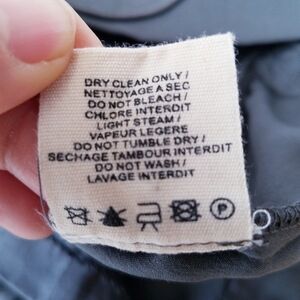 DRY CLEAN ONLY /
NETTOYAGE A SEC
DO NOT BLEACH /
CHLORE INTERDIT
LIGHT STEAM /
VAPEUR LEGERE
DO NOT TUMBLE DRY /
SECHAGE TAMBOUR INTERDIT
DO NOT WASH /
LAVAGE INTERDIT
P